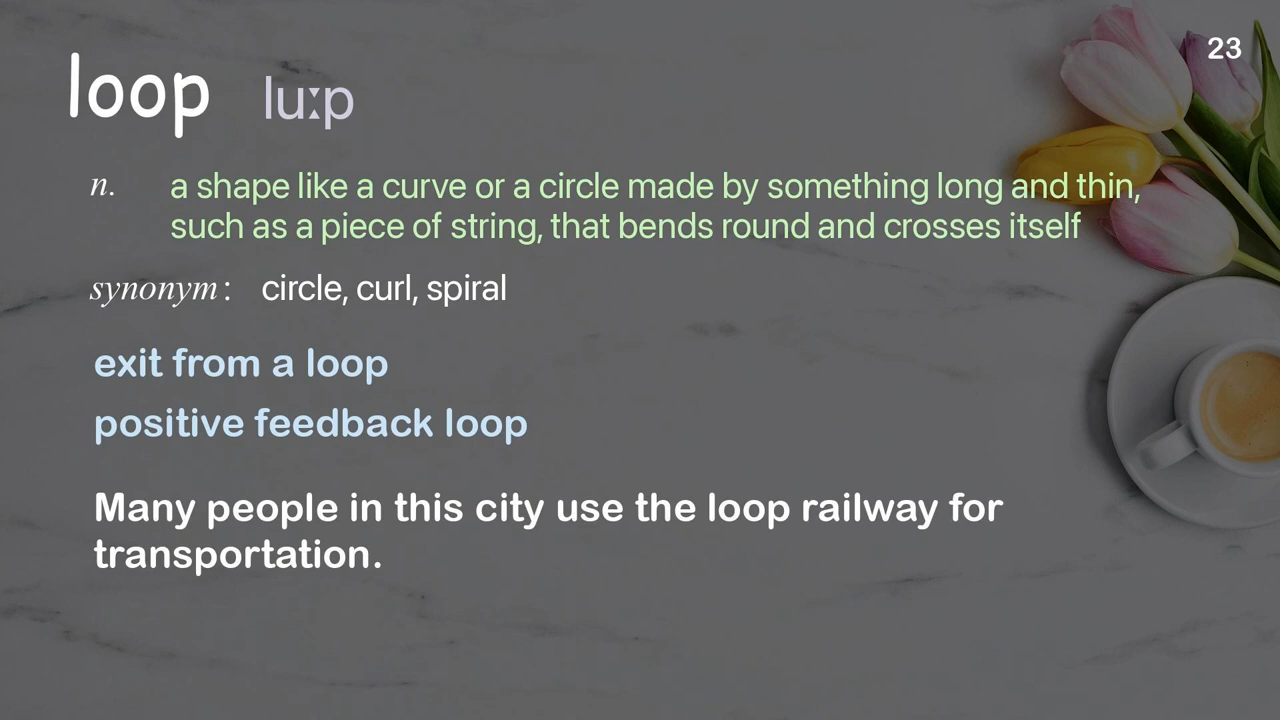 23
loop luːp
n. a shape like a curve or a circle made by something long and thin,
such as a piece of string, that bends round and crosses itself
synonym: circle, curl, spiral
exit from a loop
positive feedback loop
Many people in this city use the loop railway for
transportation.